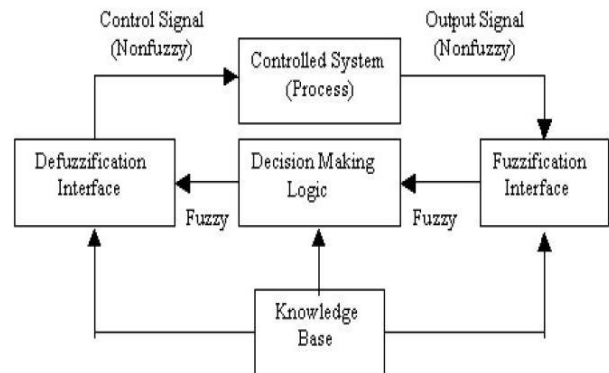 Control Signal
(Nonfuzzy)
Output Signal
(Nonfuzzy)
Controlled System
(Process)
Defuzzification
Interface
Decision Making
Logic
Fuzzification
Interface
Fuzzy
Fuzzy
Knowledge
Base